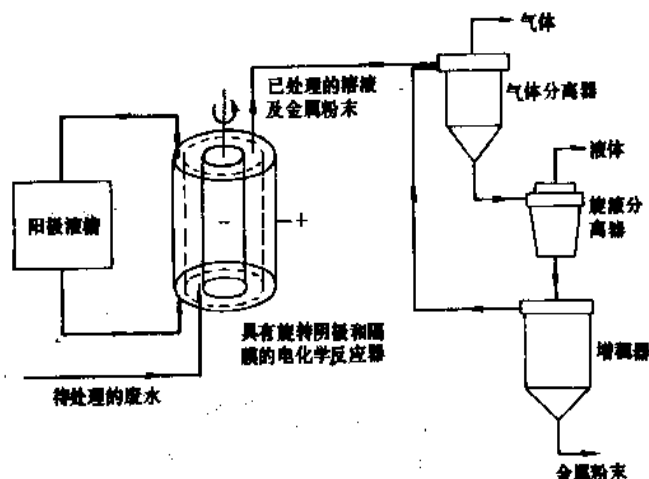 气体
已处理的溶液
及金属粉末
气体分离器
液体
旋液分
离器
阳极液槽
−
+
具有旋转阴极和隔
膜的电化学反应器
增稠器
待处理的废水
金属粉末